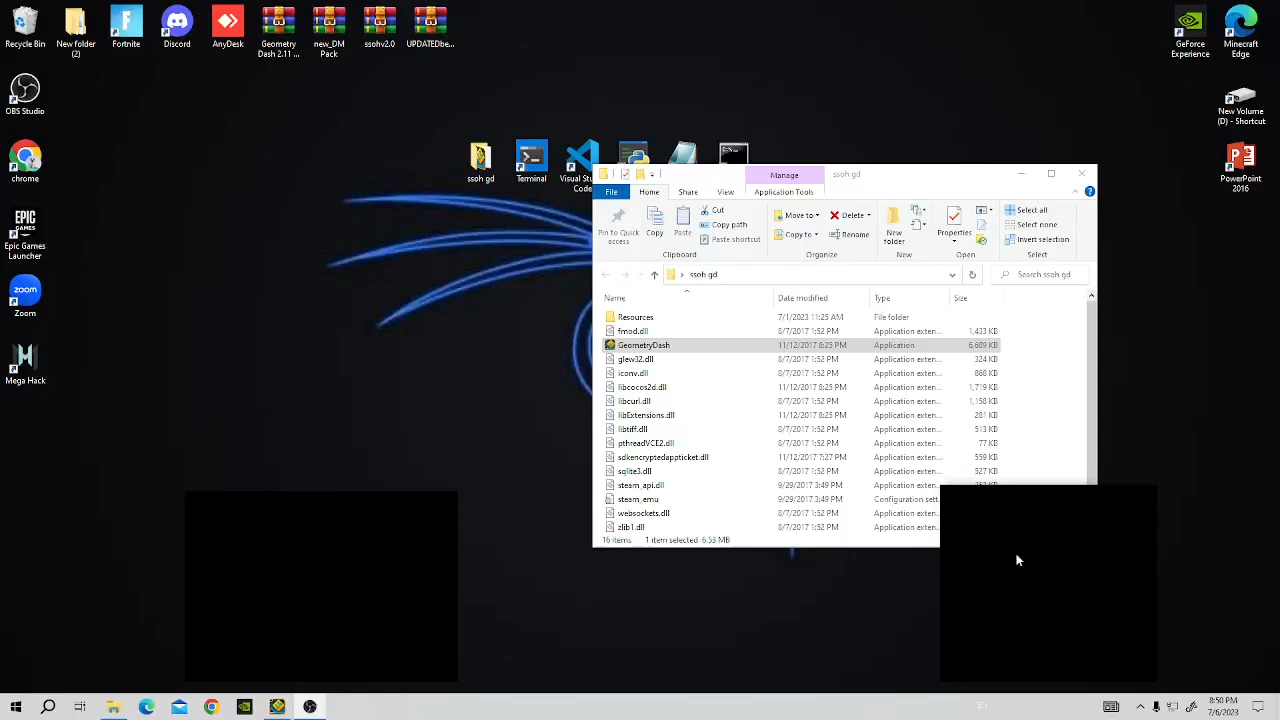 Recycle Bin
New folder
(2)
Fortnite
Discord
AnyDesk
Geometry
Dash 2.11 ...
new_DM
Pack
ssohv2.0
UPDATEDbe...
GeForce
Experience
Minecraft
Edge
OBS Studio
New Volume
(D) - Shortcut
chrome
ssoh gd
Terminal
Visual Stu...
Code
PowerPoint
2016
EPIC
GAMES
Epic Games
Launcher
zoom
Zoom
Mega Hack
Manage
ssoh gd
File
Home
Share
View
Application Tools
Pin to Quick
access
Copy
Paste
Cut
Copy path
Paste shortcut
Clipboard
Move to
Copy to
Delete
Rename
Organize
New
folder
New
Properties
Open
Select all
Select none
Invert selection
Select
ssoh gd
Search ssoh gd
Name Date modified Type Size
Resources 7/1/2023 11:25 AM File folder
fmod.dll 8/7/2017 1:52 PM Application exten... 1,433 KB
GeometryDash 11/12/2017 8:25 PM Application 6,689 KB
glew32.dll 8/7/2017 1:52 PM Application exten... 324 KB
iconv.dll 8/7/2017 1:52 PM Application exten... 868 KB
libcocos2d.dll 11/12/2017 8:25 PM Application exten... 1,719 KB
libcurl.dll 8/7/2017 1:52 PM Application exten... 1,158 KB
libExtensions.dll 11/12/2017 8:25 PM Application exten... 281 KB
libtiff.dll 8/7/2017 1:52 PM Application exten... 513 KB
pthreadVCE2.dll 8/7/2017 1:52 PM Application exten... 77 KB
sdkencryptedappticket.dll 11/12/2017 7:27 PM Application exten... 559 KB
sqlite3.dll 8/7/2017 1:52 PM Application exten... 527 KB
steam_api.dll 9/29/2017 3:49 PM Application exten...
steam_emu 9/29/2017 3:49 PM Configuration sett...
websockets.dll 8/7/2017 1:52 PM Application exten...
zlib1.dll 8/7/2017 1:52 PM Application exten...
16 items 1 item selected 6.53 MB
8:50 PM
7/6/2023